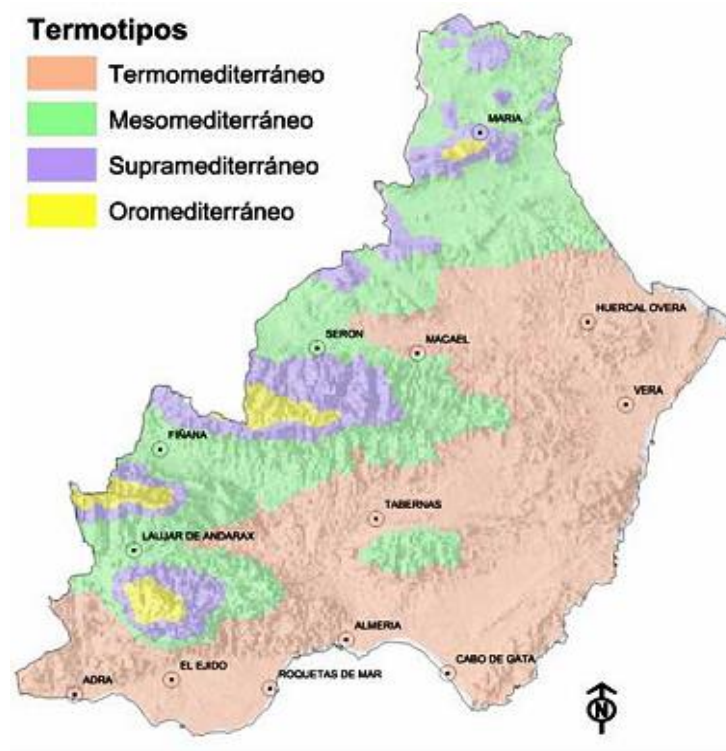 Termotipos
Termomediterráneo
Mesomediterráneo
Supramediterráneo
Oromediterráneo
MARIA
HUERCAL OVERA
SERON
MACAEL
VERA
FIÑANA
TABERNAS
LAUJAR DE ANDARAX
ALMERIA
CABO DE GATA
EL EJIDO
ROQUETAS DE MAR
ADRA
N